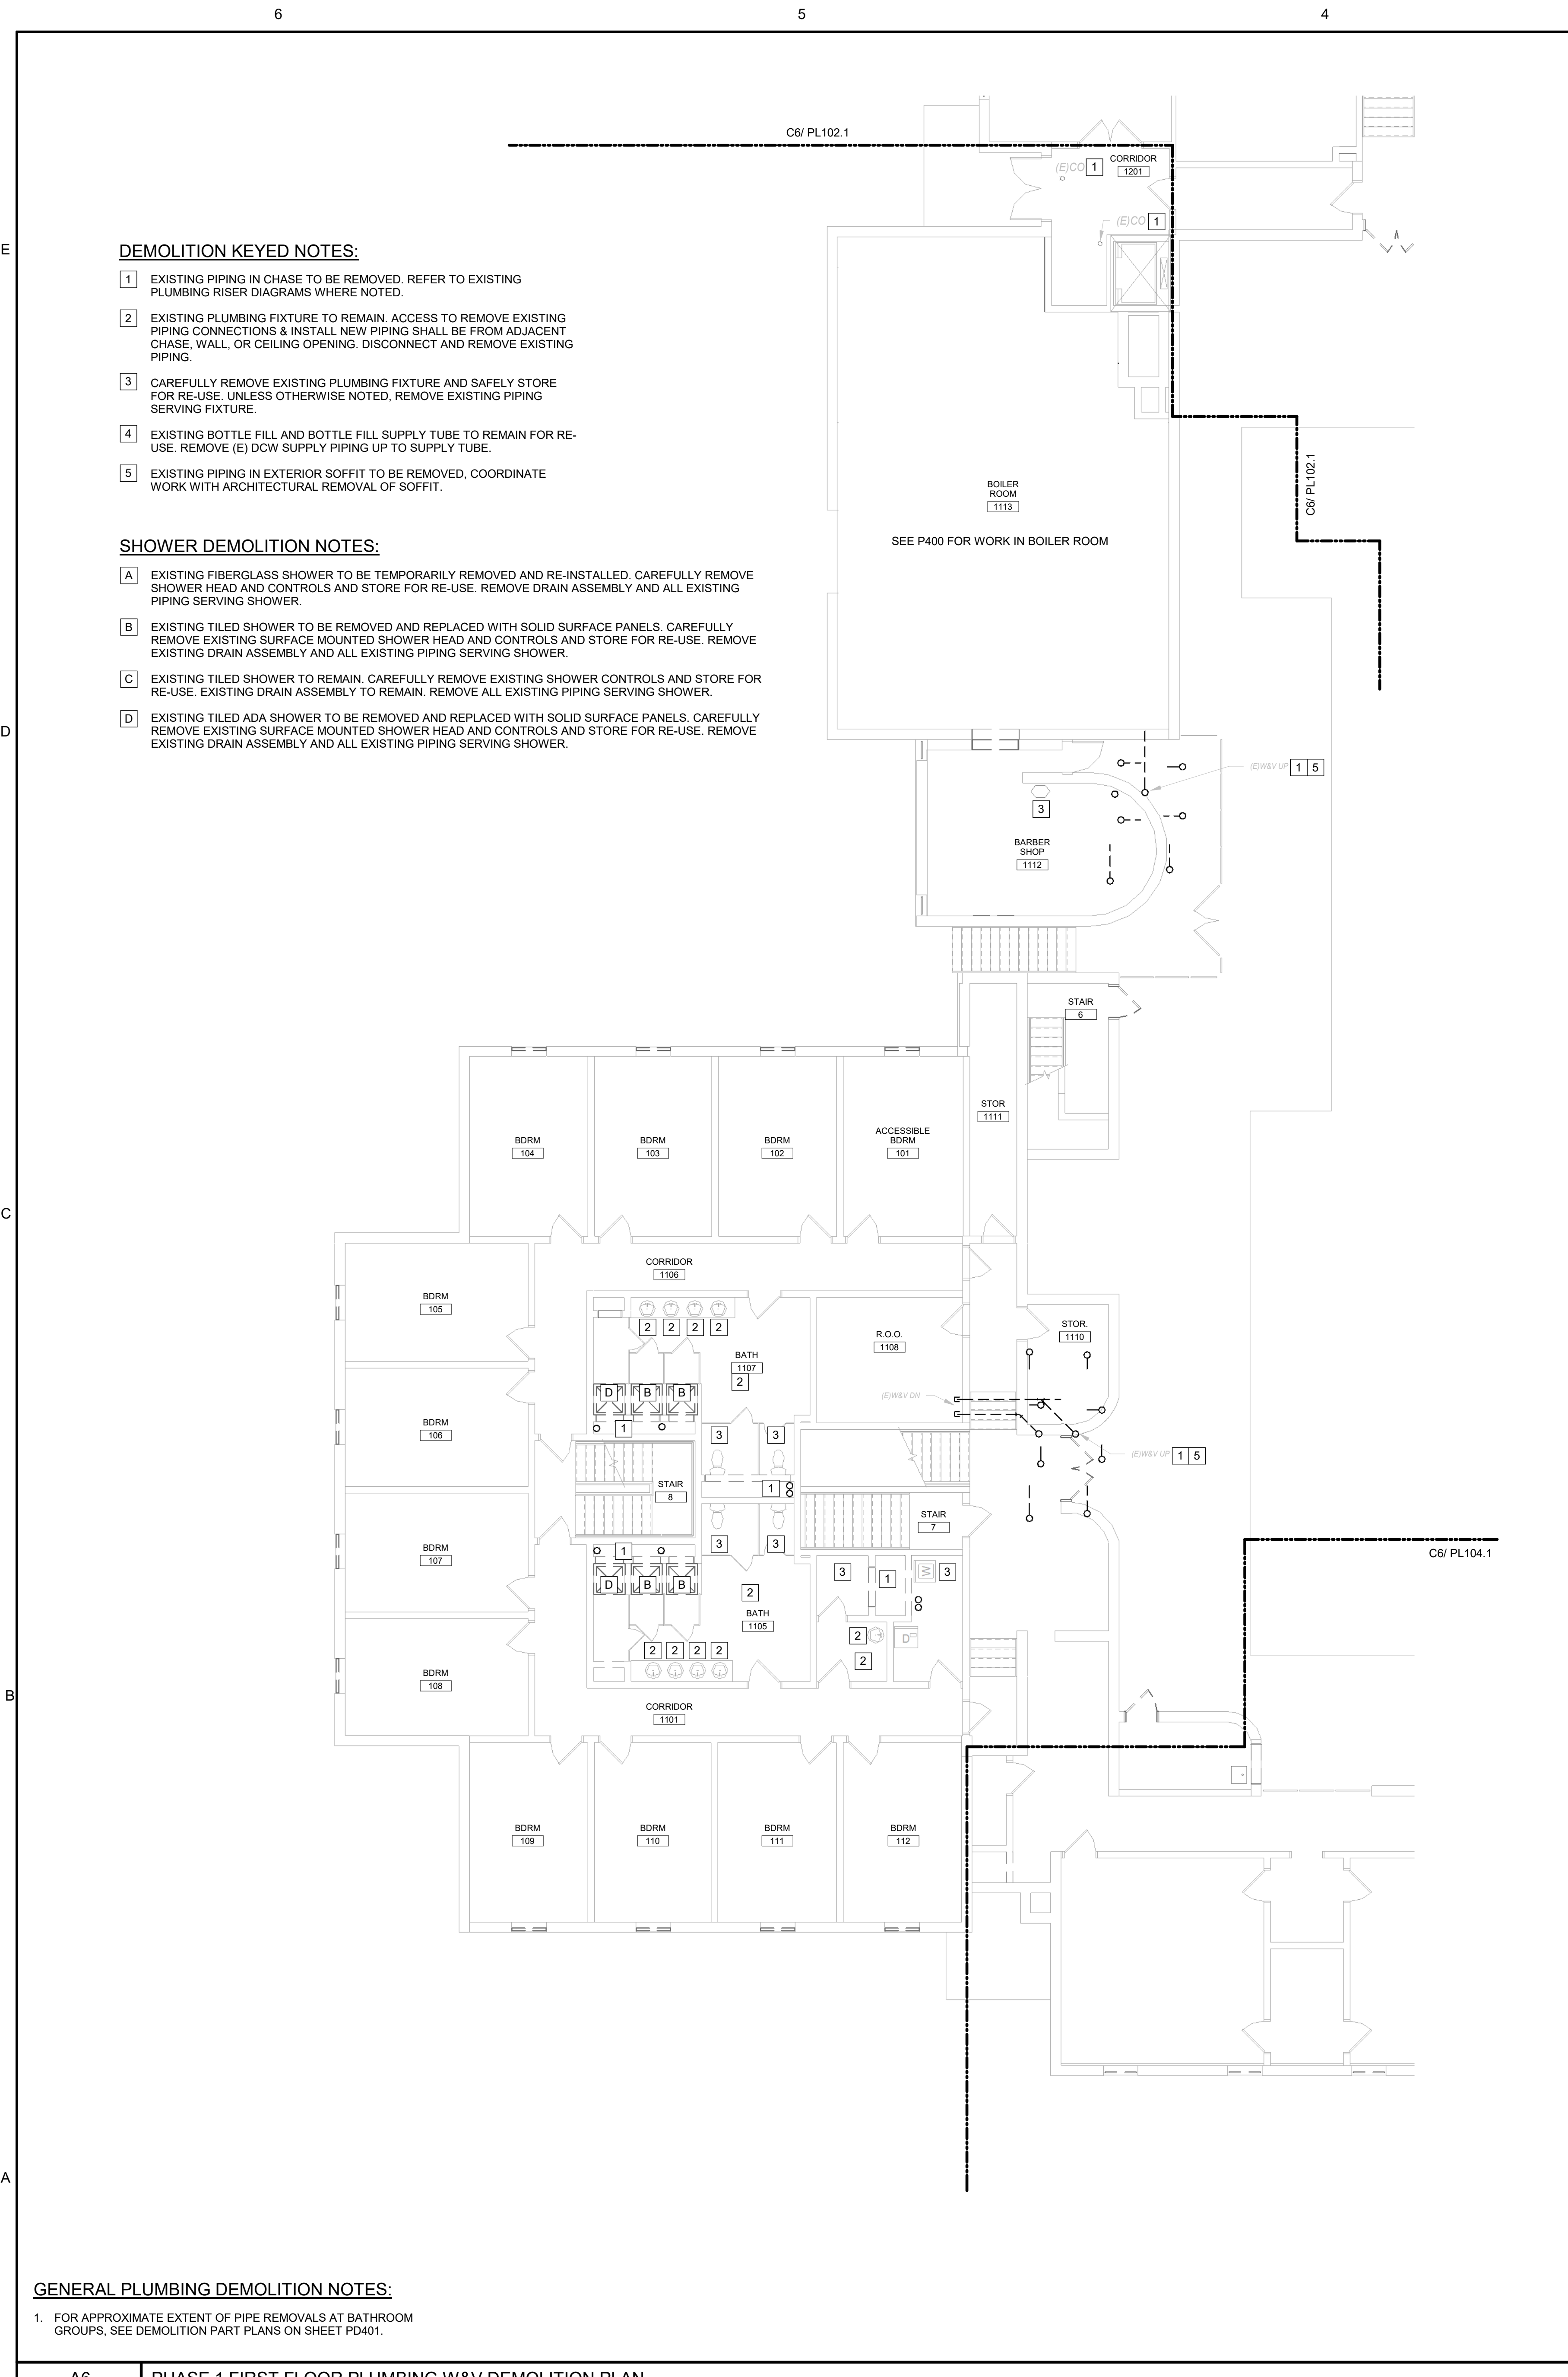 6
5
4
C6/ PL102.1
(E)CO 1
CORRIDOR
1201
(E)CO 1
E
DEMOLITION KEYED NOTES:
1 EXISTING PIPING IN CHASE TO BE REMOVED. REFER TO EXISTING
PLUMBING RISER DIAGRAMS WHERE NOTED.
2 EXISTING PLUMBING FIXTURE TO REMAIN. ACCESS TO REMOVE EXISTING
PIPING CONNECTIONS & INSTALL NEW PIPING SHALL BE FROM ADJACENT
CHASE, WALL, OR CEILING OPENING. DISCONNECT AND REMOVE EXISTING
PIPING.
3 CAREFULLY REMOVE EXISTING PLUMBING FIXTURE AND SAFELY STORE
FOR RE-USE. UNLESS OTHERWISE NOTED, REMOVE EXISTING PIPING
SERVING FIXTURE.
4 EXISTING BOTTLE FILL AND BOTTLE FILL SUPPLY TUBE TO REMAIN FOR RE-
USE. REMOVE (E) DCW SUPPLY PIPING UP TO SUPPLY TUBE.
5 EXISTING PIPING IN EXTERIOR SOFFIT TO BE REMOVED, COORDINATE
WORK WITH ARCHITECTURAL REMOVAL OF SOFFIT.
SHOWER DEMOLITION NOTES:
A EXISTING FIBERGLASS SHOWER TO BE TEMPORARILY REMOVED AND RE-INSTALLED. CAREFULLY REMOVE
SHOWER HEAD AND CONTROLS AND STORE FOR RE-USE. REMOVE DRAIN ASSEMBLY AND ALL EXISTING
PIPING SERVING SHOWER.
B EXISTING TILED SHOWER TO BE REMOVED AND REPLACED WITH SOLID SURFACE PANELS. CAREFULLY
REMOVE EXISTING SURFACE MOUNTED SHOWER HEAD AND CONTROLS AND STORE FOR RE-USE. REMOVE
EXISTING DRAIN ASSEMBLY AND ALL EXISTING PIPING SERVING SHOWER.
C EXISTING TILED SHOWER TO REMAIN. CAREFULLY REMOVE EXISTING SHOWER CONTROLS AND STORE FOR
RE-USE. EXISTING DRAIN ASSEMBLY TO REMAIN. REMOVE ALL EXISTING PIPING SERVING SHOWER.
D EXISTING TILED ADA SHOWER TO BE REMOVED AND REPLACED WITH SOLID SURFACE PANELS. CAREFULLY
REMOVE EXISTING SURFACE MOUNTED SHOWER HEAD AND CONTROLS AND STORE FOR RE-USE. REMOVE
EXISTING DRAIN ASSEMBLY AND ALL EXISTING PIPING SERVING SHOWER.
C6/ PL102.1
BOILER
ROOM
1113
SEE P400 FOR WORK IN BOILER ROOM
D
(E)W&V UP 1 5
3
BARBER
SHOP
1112
STAIR
6
STOR
1111
BDRM
104
BDRM
103
BDRM
102
ACCESSIBLE
BDRM
101
C
CORRIDOR
1106
BDRM
105
2 2 2 2
BATH
1107
2
R.O.O.
1108
STOR.
1110
(E)W&V DN
D B B
1
3 3
BDRM
106
(E)W&V UP 1 5
STAIR
8
1
STAIR
7
BDRM
107
1
3 3
D B B
2
BATH
1105
3 1 W 3
2
D
2
2 2 2 2
C6/ PL104.1
BDRM
108
B
CORRIDOR
1101
BDRM
109
BDRM
110
BDRM
111
BDRM
112
A
GENERAL PLUMBING DEMOLITION NOTES:
1. FOR APPROXIMATE EXTENT OF PIPE REMOVALS AT BATHROOM
GROUPS, SEE DEMOLITION PART PLANS ON SHEET PD401.
A6
PHASE 1 FIRST FLOOR PLUMBING W&V DEMOLITION PLAN